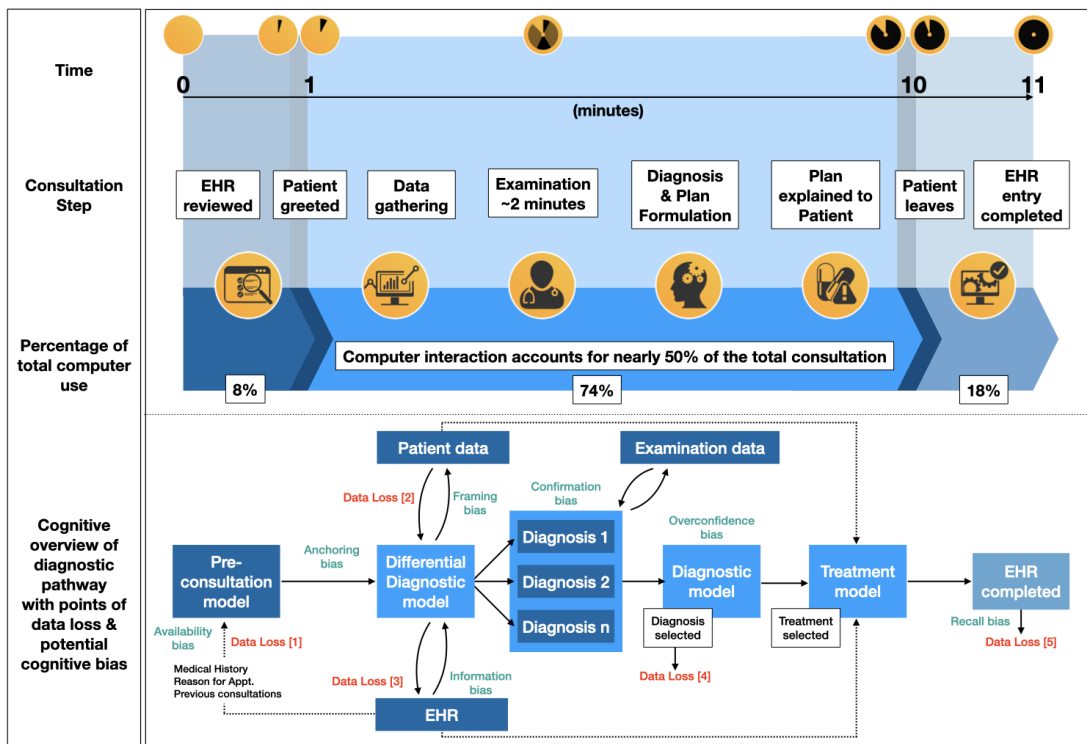 Time
0
1
10
11
(minutes)
Consultation
Step
EHR
reviewed
Patient
greeted
Data
gathering
Examination
~2 minutes
Diagnosis
& Plan
Formulation
Plan
explained to
Patient
Patient
leaves
EHR
entry
completed
Percentage of
total computer
use
Computer interaction accounts for nearly 50% of the total consultation
8%
74%
18%
Cognitive
overview of
diagnostic
pathway
with points of
data loss &
potential
cognitive bias
Patient data
Examination data
Data Loss [2]
Framing
bias
Confirmation
bias
Overconfidence
bias
Anchoring
bias
Pre-
consultation
model
Differential
Diagnostic
model
Diagnosis 1
Diagnosis 2
Diagnosis n
Diagnostic
model
Treatment
model
EHR
completed
Diagnosis
selected
Treatment
selected
Availability
bias
Data Loss [1]
Recall bias
Data Loss [5]
Medical History
Reason for Appt.
Previous consultations
Data Loss [3]
Information
bias
Data Loss [4]
EHR